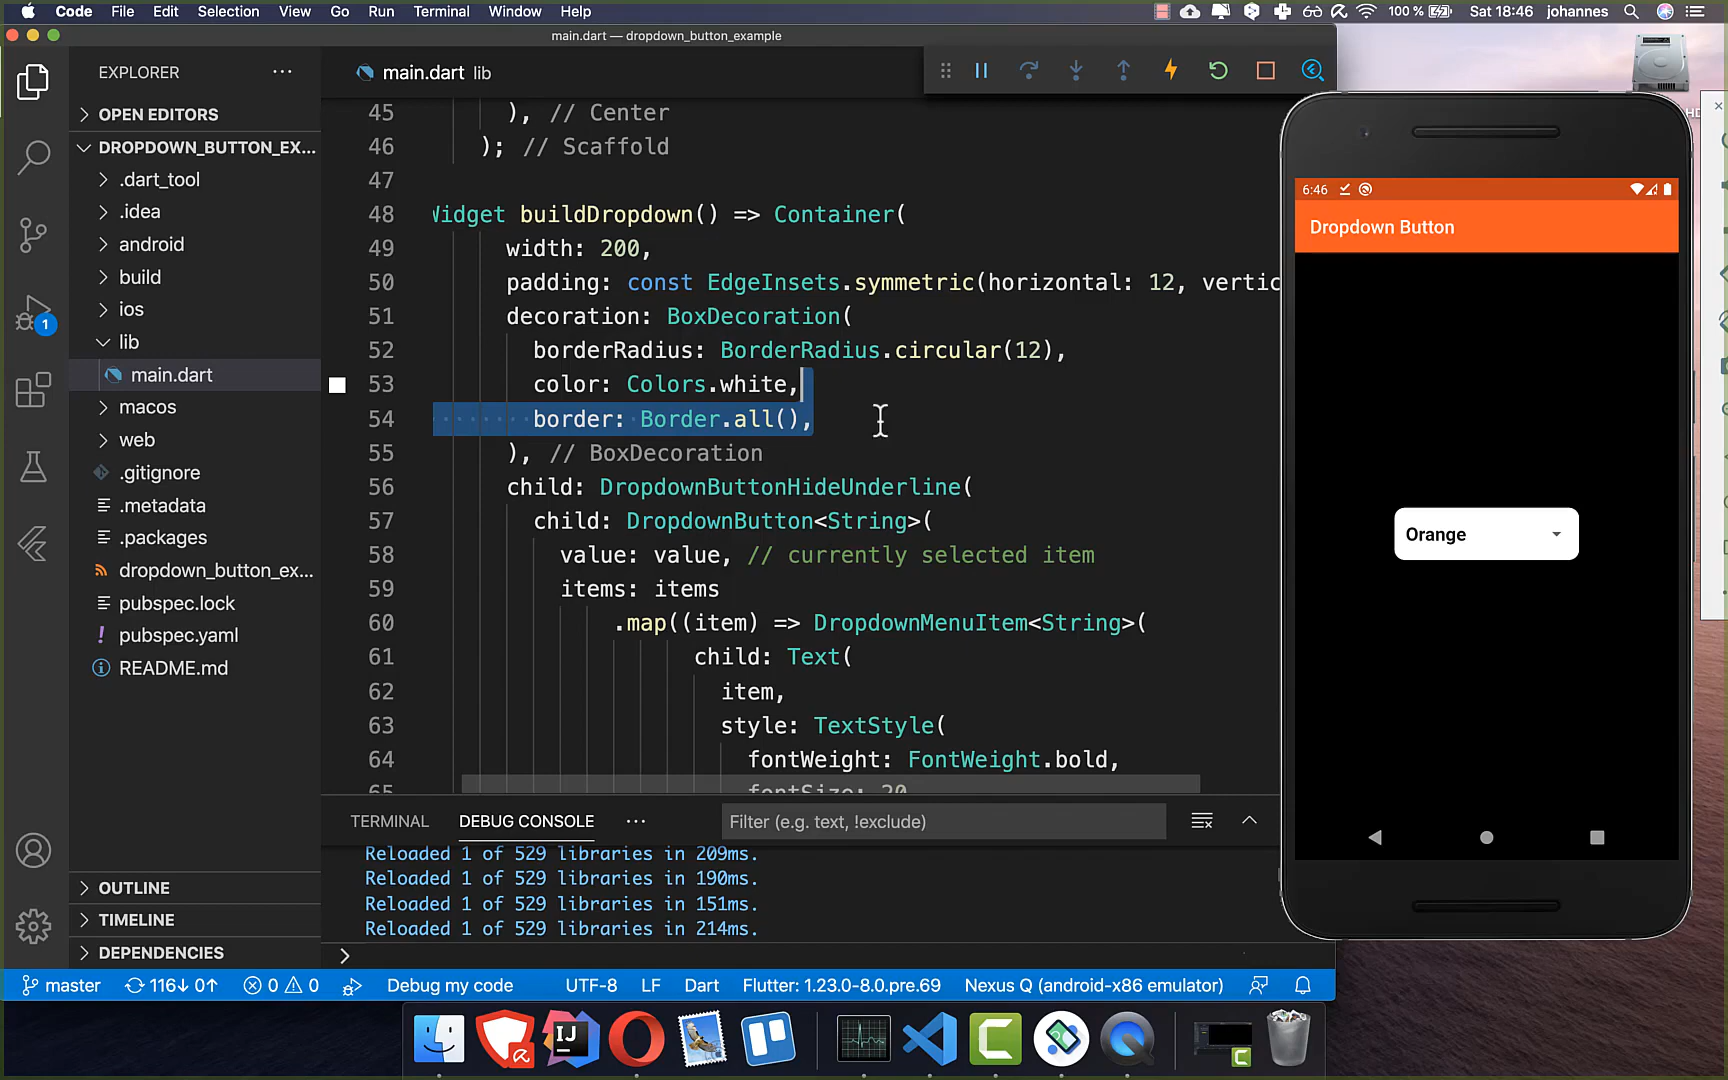 Code File Edit Selection View Go Run Terminal Window Help 100 % Sat 18:46 johannes
main.dart — dropdown_button_example
EXPLORER
OPEN EDITORS
DROPDOWN_BUTTON_EX...
.dart_tool
.idea
android
build
ios
lib
main.dart
macos
web
.gitignore
.metadata
.packages
dropdown_button_ex...
pubspec.lock
pubspec.yaml
README.md
OUTLINE
TIMELINE
DEPENDENCIES
1
main.dart lib
45 ), // Center
46 ); // Scaffold
47
48 Widget buildDropdown() => Container(
49 width: 200,
50 padding: const EdgeInsets.symmetric(horizontal: 12, vertic
51 decoration: BoxDecoration(
52 borderRadius: BorderRadius.circular(12),
53 color: Colors.white,
54 border: Border.all(),
55 ), // BoxDecoration
56 child: DropdownButtonHideUnderline(
57 child: DropdownButton<String>(
58 value: value, // currently selected item
59 items: items
60 .map((item) => DropdownMenuItem<String>(
61 child: Text(
62 item,
63 style: TextStyle(
64 fontWeight: FontWeight.bold,
65 fontSize: 20
TERMINAL DEBUG CONSOLE Filter (e.g. text, !exclude)
Reloaded 1 of 529 libraries in 209ms.
Reloaded 1 of 529 libraries in 190ms.
Reloaded 1 of 529 libraries in 151ms.
Reloaded 1 of 529 libraries in 214ms.
master 116↓ 0↑ 0 0 Debug my code UTF-8 LF Dart Flutter: 1.23.0-8.0.pre.69 Nexus Q (android-x86 emulator)
6:46
Dropdown Button
Orange
IJ